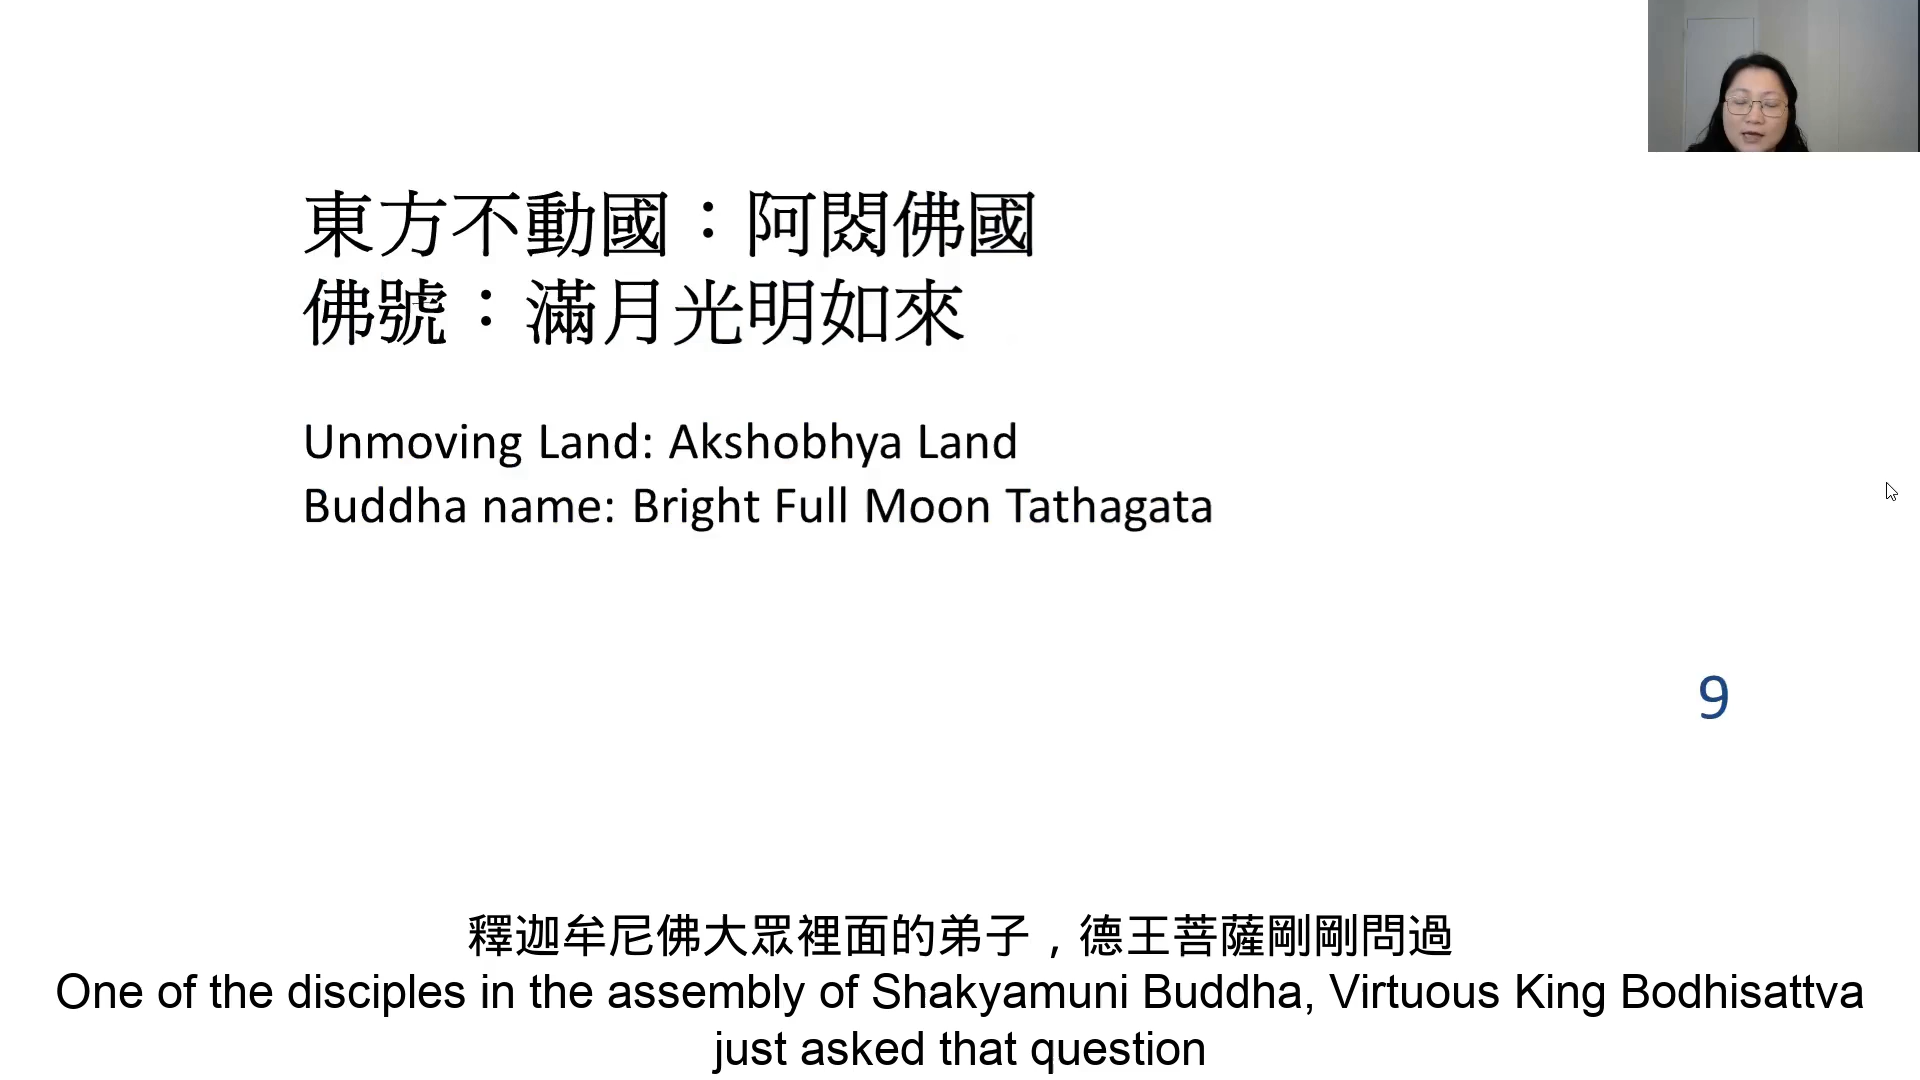 東方不動國：阿閦佛國
佛號：滿月光明如來
Unmoving Land: Akshobhya Land
Buddha name: Bright Full Moon Tathagata
9
釋迦牟尼佛大眾裡面的弟子，德王菩薩剛剛問過
One of the disciples in the assembly of Shakyamuni Buddha, Virtuous King Bodhisattva
just asked that question